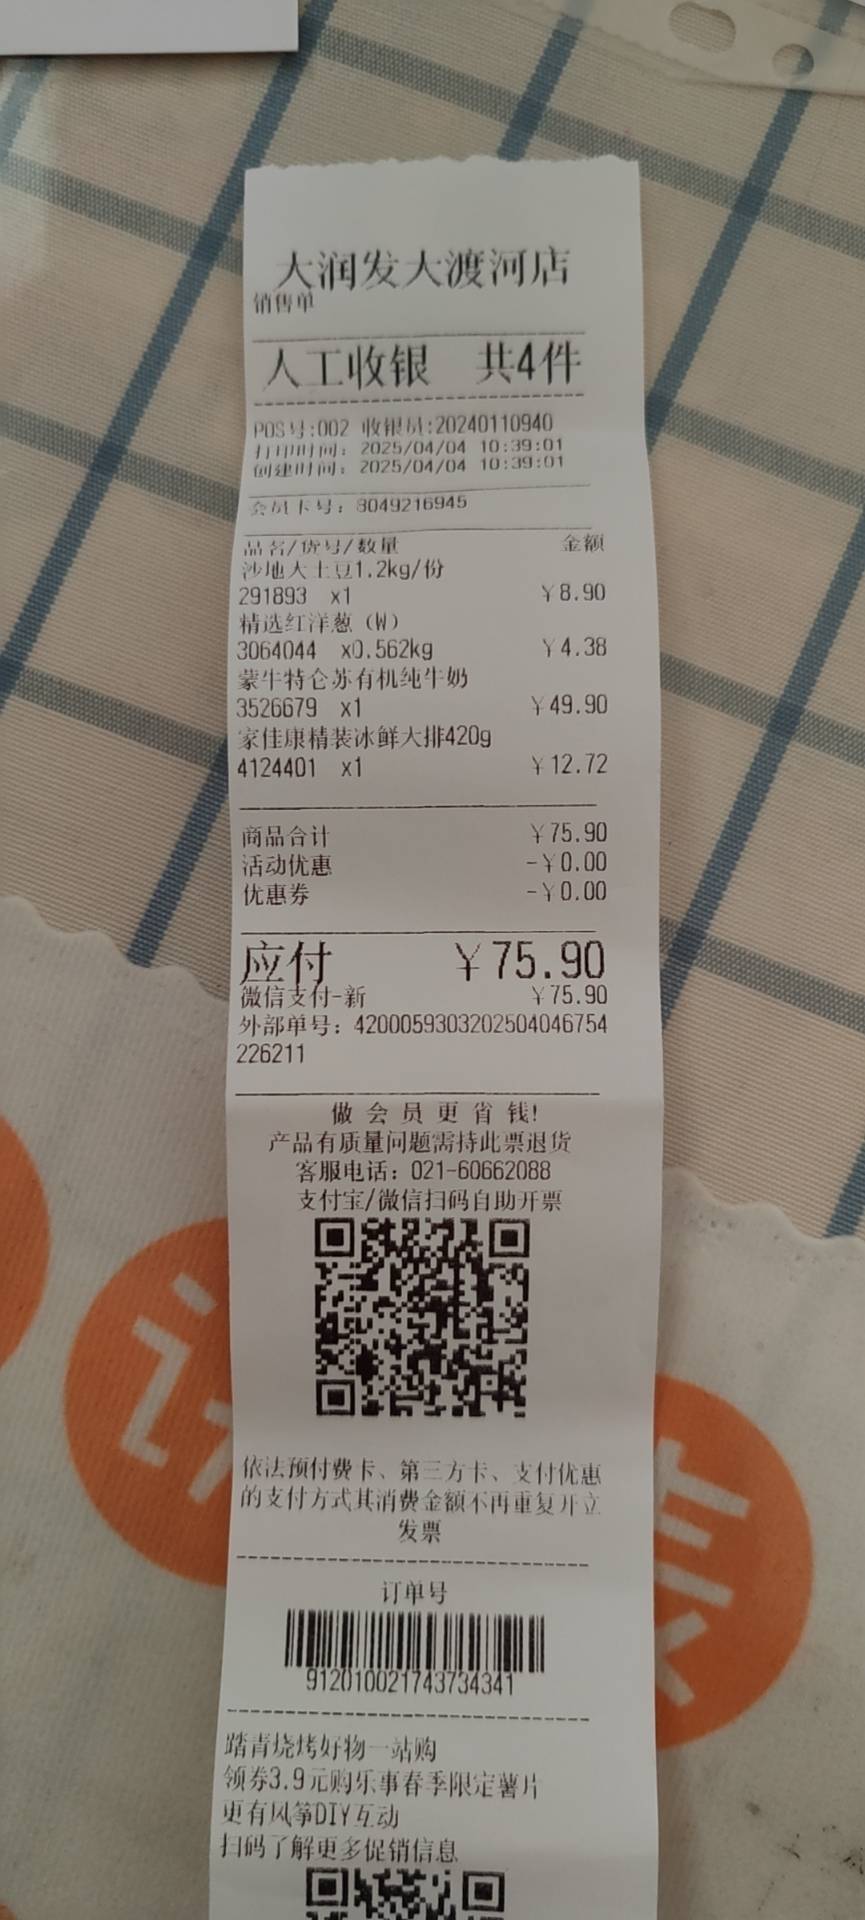 大润发大渡河店
销售单
人工收银 共4件
POS号:002 收银员:20240110940
打印时间: 2025/04/04 10:39:01
创建时间: 2025/04/04 10:39:01
会员卡号: 8049216945
品名/货号/数量 金额
沙地大土豆1.2kg/份
291893 x1 ￥8.90
精选红洋葱（W）
3064044 x0.562kg ￥4.38
蒙牛特仑苏有机纯牛奶
3526679 x1 ￥49.90
家佳康精装冰鲜大排420g
4124401 x1 ￥12.72
商品合计 ￥75.90
活动优惠 -￥0.00
优惠券 -￥0.00
应付 ￥75.90
微信支付-新 ￥75.90
外部单号: 4200059303202504046754
226211
做会员更省钱!
产品有质量问题需持此票退货
客服电话: 021-60662088
支付宝/微信扫码自助开票
依法预付费卡、第三方卡、支付优惠
的支付方式其消费金额不再重复开立
发票
订单号
912010021743734341
踏青烧烤好物一站购
领券3.9元购乐事春季限定薯片
更有风筝DIY互动
扫码了解更多促销信息